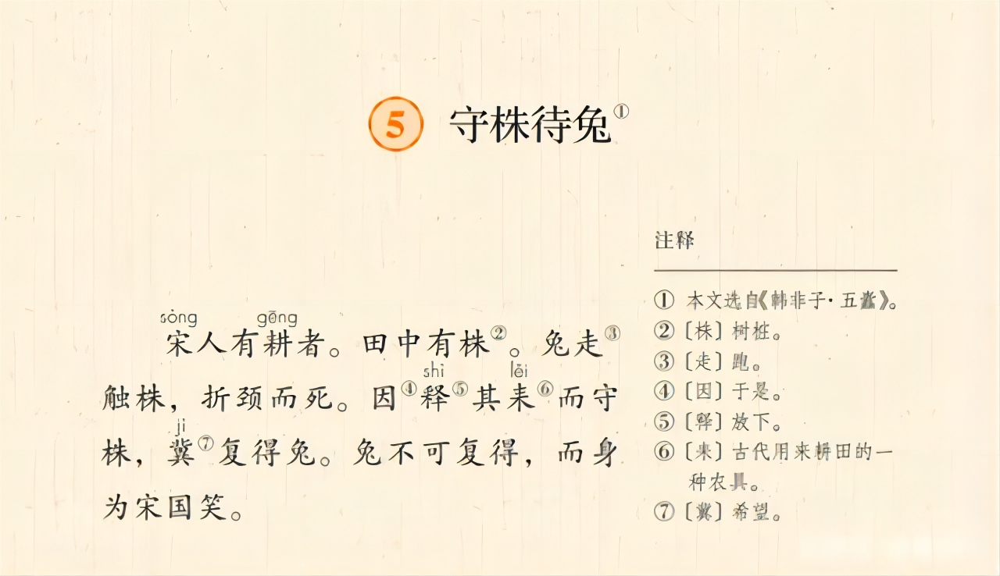 5 守株待兔①
sòng gēng
宋人有耕者。田中有株②。兔走③
shì lěi
触株，折颈而死。因④释⑤其耒⑥而守
jì
株，冀⑦复得兔。兔不可复得，而身
为宋国笑。
注释
① 本文选自《韩非子·五蠹》。
② 〔株〕树桩。
③ 〔走〕跑。
④ 〔因〕于是。
⑤ 〔释〕放下。
⑥ 〔耒〕古代用来耕田的一
种农具。
⑦ 〔冀〕希望。